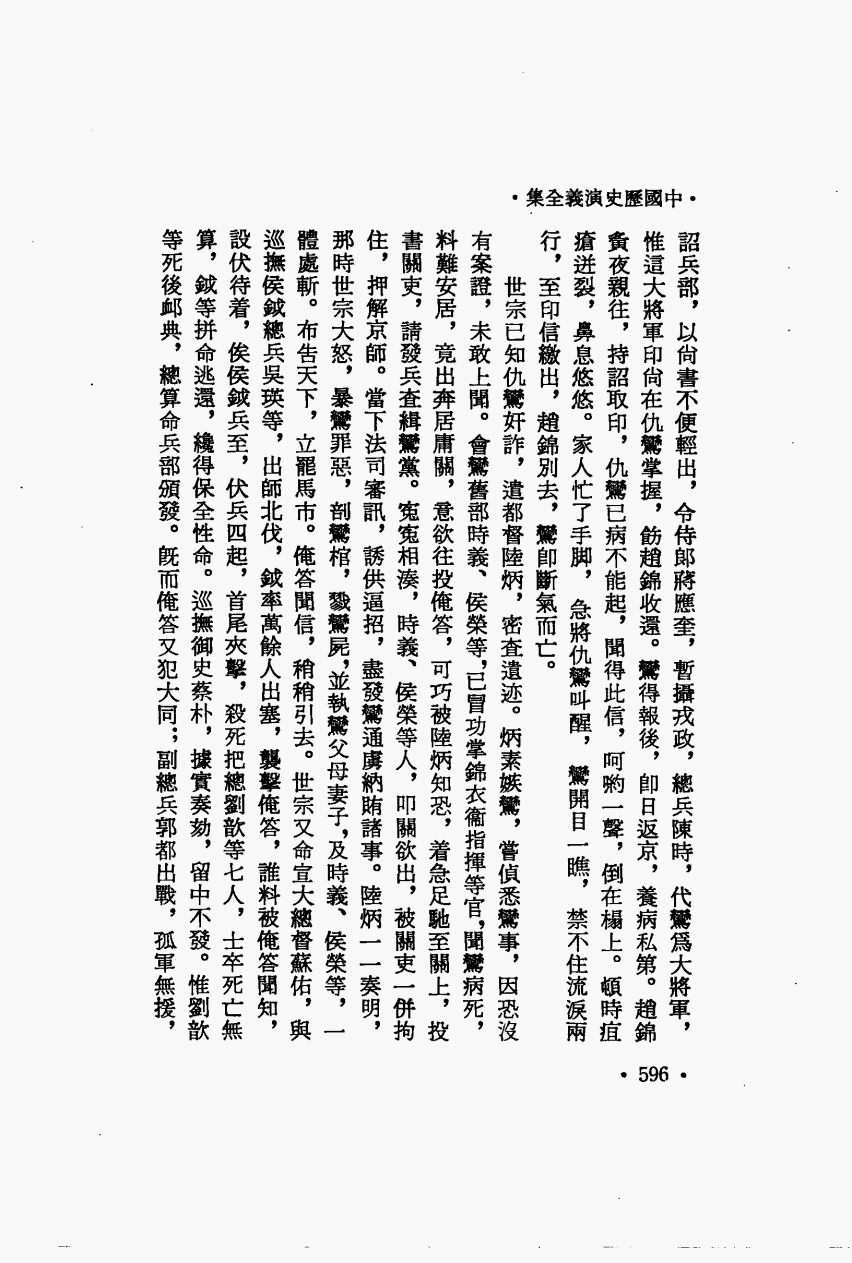 ·中國歷史演義全集·
詔兵部，以尚書不便輕出，令侍郎蔣應奎，暫攝戎政，總兵陳時，代鸞爲大將軍，
惟這大將軍印尚在仇鸞掌握，飭趙錦收還。鸞得報後，卽日返京，養病私第。趙錦
夤夜親往，持詔取印，仇鸞已病不能起，聞得此信，呵喲一聲，倒在榻上。頓時疽
瘡迸裂，鼻息悠悠。家人忙了手脚，急將仇鸞叫醒，鸞開目一瞧，禁不住流淚兩
行，至印信繳出，趙錦別去，鸞卽斷氣而亡。
世宗已知仇鸞奸詐，遣都督陸炳，密查遺迹。炳素嫉鸞，嘗偵悉鸞事，因恐沒
有案證，未敢上聞。會鸞舊部時義、侯榮等，已冒功掌錦衣衞指揮等官，聞鸞病死，
料難安居，竟出奔居庸關，意欲往投俺答，可巧被陸炳知恐，着急足馳至關上，投
書關吏，請發兵查緝鸞黨。寃寃相湊，時義、侯榮等人，叩關欲出，被關吏一併拘
住，押解京師。當下法司審訊，誘供逼招，盡發鸞通虜納賄諸事。陸炳一一奏明，
那時世宗大怒，暴鸞罪惡，剖鸞棺，戮鸞屍，並執鸞父母妻子，及時義、侯榮等，一
體處斬。布吿天下，立罷馬市。俺答聞信，稍稍引去。世宗又命宣大總督蘇佑，與
巡撫侯鉞總兵吳瑛等，出師北伐，鉞率萬餘人出塞，襲擊俺答，誰料被俺答聞知，
設伏待着，俟侯鉞兵至，伏兵四起，首尾夾擊，殺死把總劉歆等七人，士卒死亡無
算，鉞等拼命逃還，纔得保全性命。巡撫御史蔡朴，據實奏劾，留中不發。惟劉歆
等死後卹典，總算命兵部頒發。旣而俺答又犯大同；副總兵郭都出戰，孤軍無援，
·596·